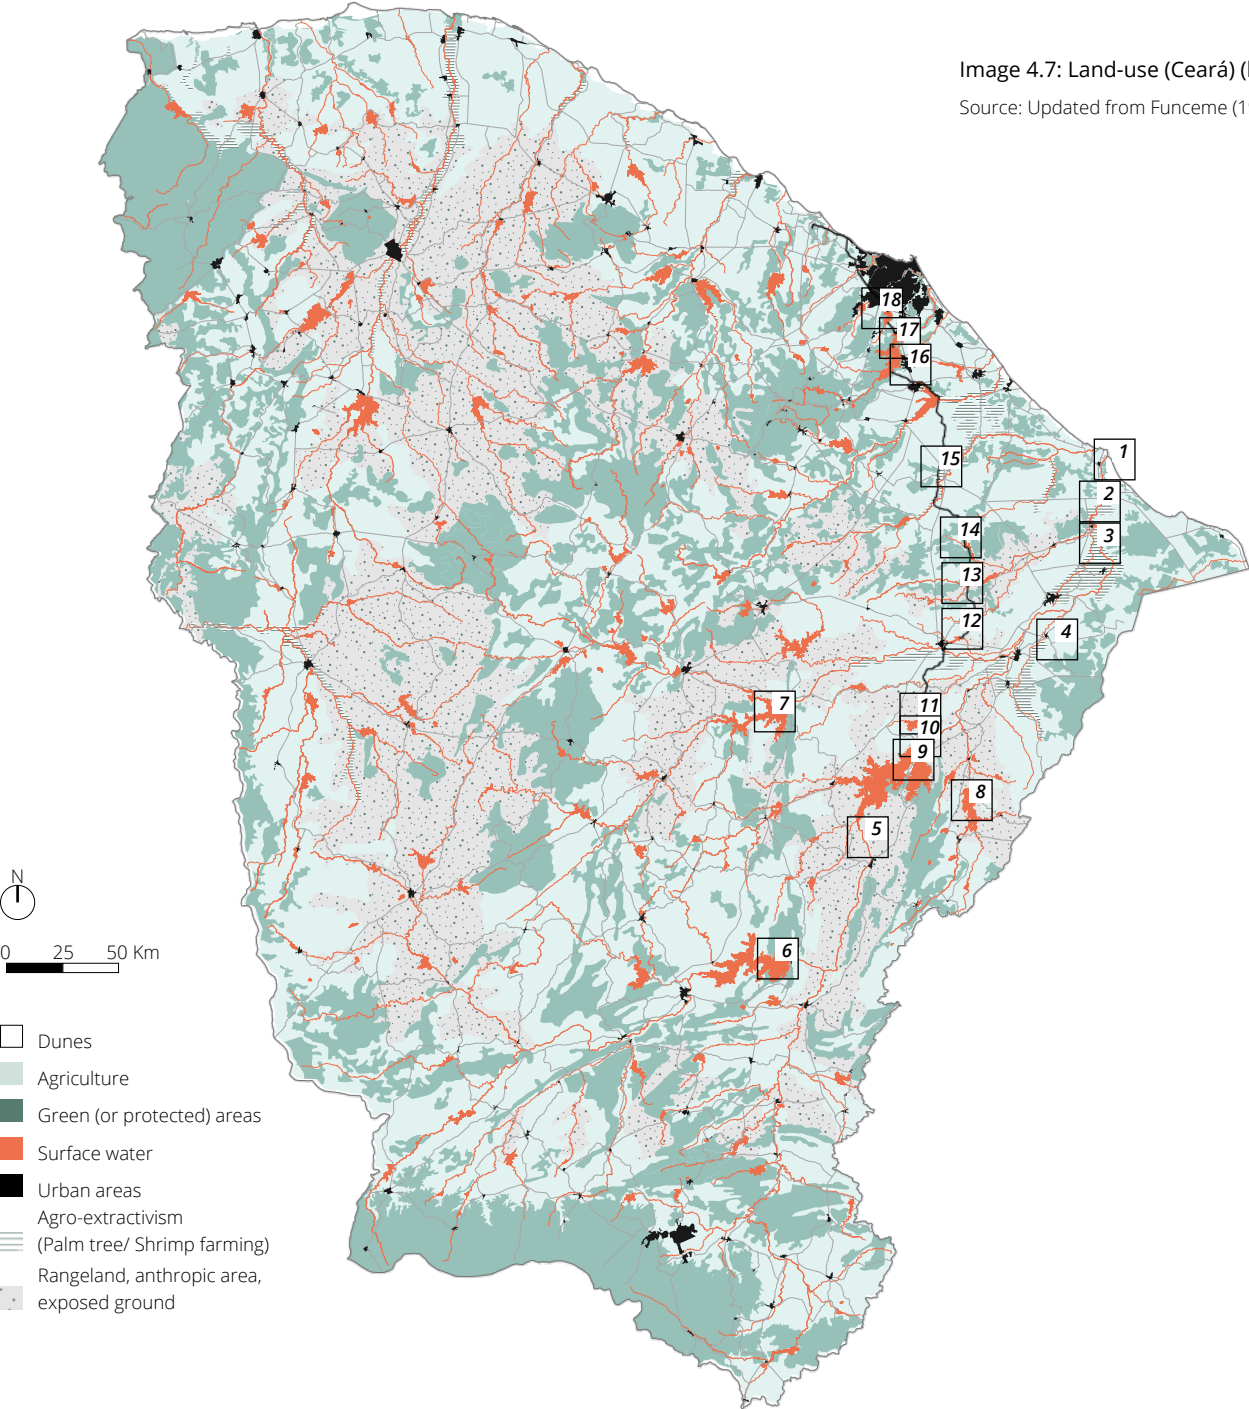 Image 4.7: Land-use (Ceará)
Source: Updated from Funceme
18
17
16
1
15
2
14
3
13
12
4
7
11
10
9
8
5
6
N
0 25 50 Km
Dunes
Agriculture
Green (or protected) areas
Surface water
Urban areas
Agro-extractivism
(Palm tree/ Shrimp farming)
Rangeland, anthropic area,
exposed ground